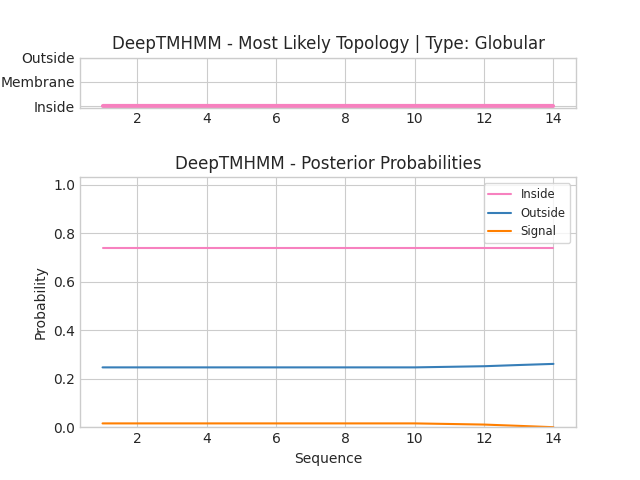 DeepTMHMM - Most Likely Topology | Type: Globular
Outside
Membrane
Inside
2 4 6 8 10 12 14
DeepTMHMM - Posterior Probabilities
1.0
0.8
0.6
0.4
0.2
0.0
Probability
Inside
Outside
Signal
2 4 6 8 10 12 14
Sequence